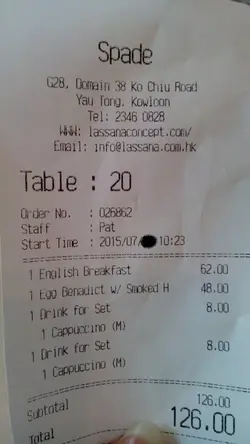 Spade
G28, Domain 38 Ko Chiu Road
Yau Tong, Kowloon
Tel: 2346 0828
WWW: lassanaconcept.com/
Email: info@lassana.com.hk
Table : 20
Order No. : 026862
Staff : Pat
Start Time : 2015/07/ 10:23
1 English Breakfast 62.00
1 Egg Benadict w/ Smoked H 48.00
1 Drink for Set 8.00
1 Cappuccino (M)
1 Drink for Set 8.00
1 Cappuccino (M)
Subtotal 126.00
Total 126.00